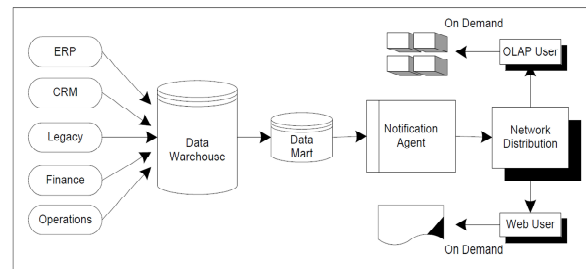 On Demand
ERP
OLAP User
CRM
Legacy
Data
Warehouse
Data
Mart
Notification
Agent
Network
Distribution
Finance
Operations
Web User
On Demand